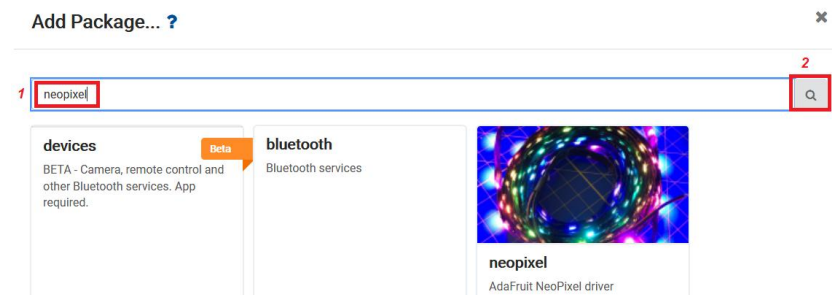 Add Package... ?
2
1 neopixel
devices
Beta
BETA - Camera, remote control and
other Bluetooth services. App
required.
bluetooth
Bluetooth services
neopixel
AdaFruit NeoPixel driver